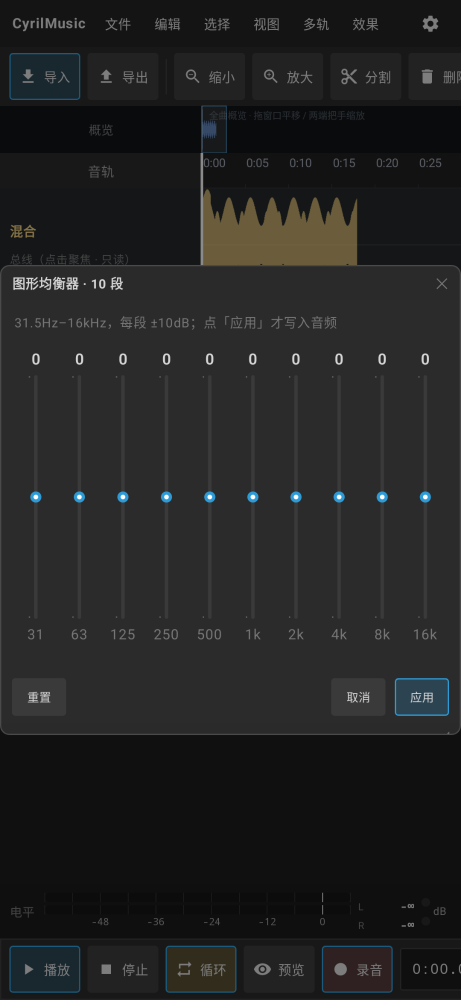 CyrilMusic 文件 编辑 选择 视图 多轨 效果
导入 导出 缩小 放大 分割
概览
全曲概览 · 拖窗口平移 / 两端把手缩放
音轨
0:00 0:05 0:10 0:15 0:20 0:25
混合
总线（点击聚焦 · 只读）
图形均衡器 · 10 段
31.5Hz–16kHz，每段 ±10dB；点「应用」才写入音频
0 0 0 0 0 0 0 0 0 0
31 63 125 250 500 1k 2k 4k 8k 16k
重置 取消 应用
电平
L -∞
dB
R -∞
-48 -36 -24 -12 0
播放 停止 循环 预览 录音 0:00.0